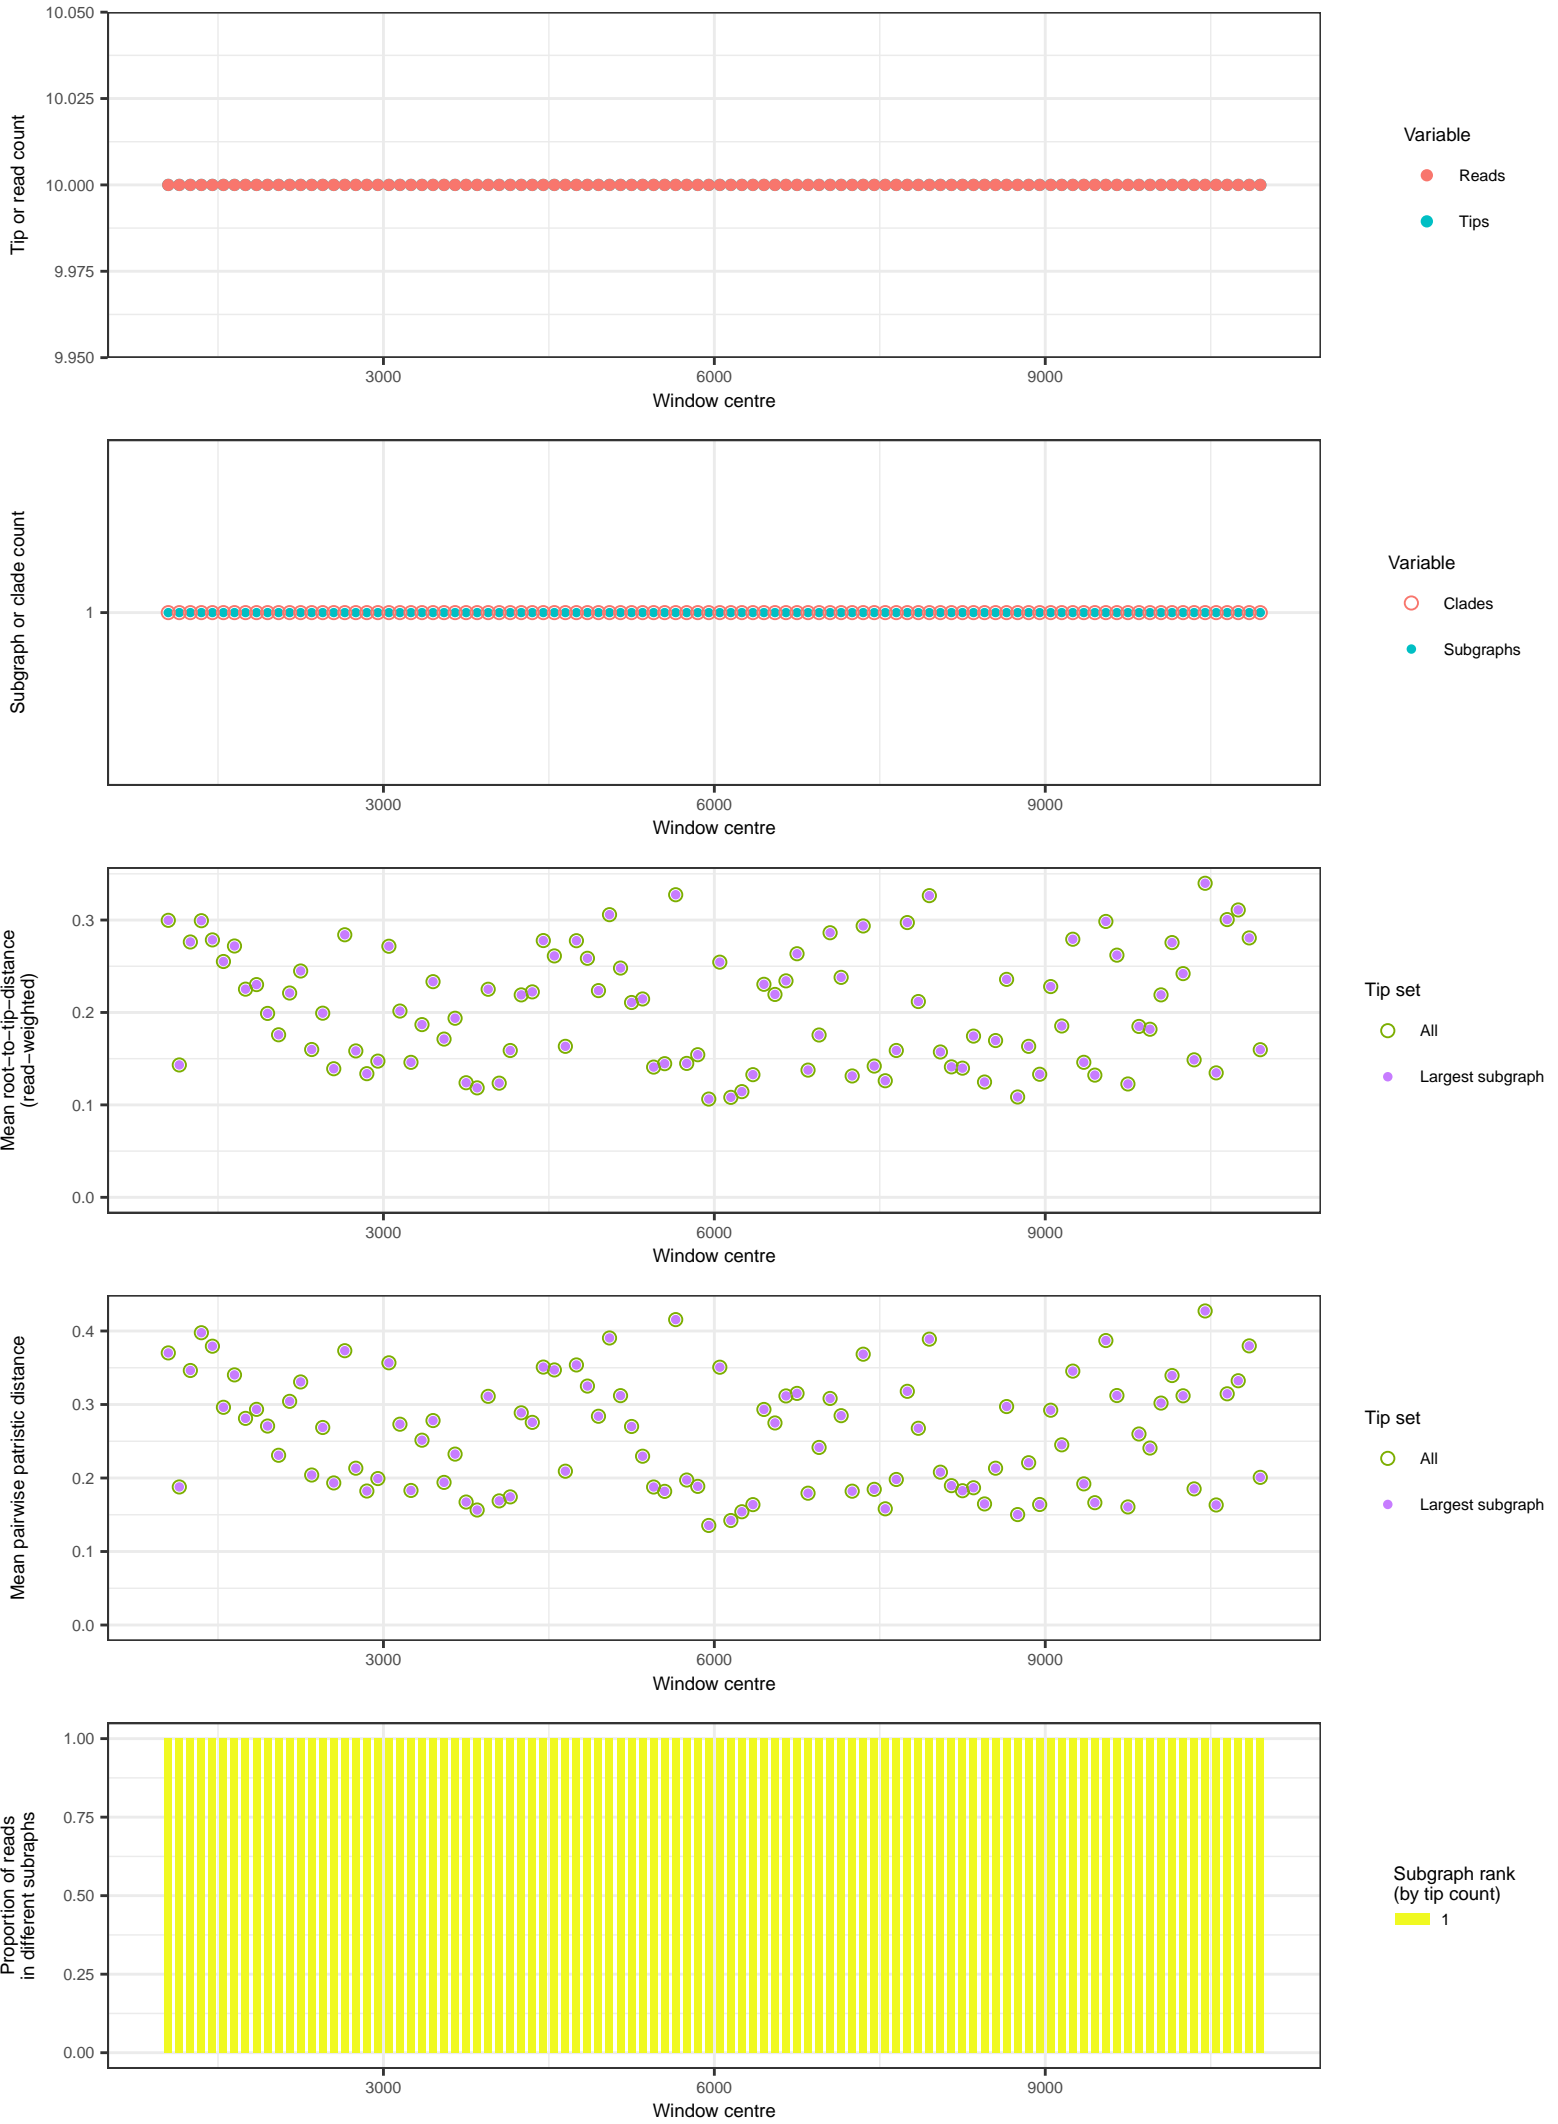 10.050
10.025
10.000
9.975
9.950
Tip or read count
3000
6000
9000
Window centre
Variable
Reads
Tips
1
Subgraph or clade count
3000
6000
9000
Window centre
Variable
Clades
Subgraphs
0.3
0.2
0.1
0.0
Mean root−to−tip−distance
(read−weighted)
3000
6000
9000
Window centre
Tip set
All
Largest subgraph
0.4
0.3
0.2
0.1
0.0
Mean pairwise patristic distance
3000
6000
9000
Window centre
Tip set
All
Largest subgraph
1.00
0.75
0.50
0.25
0.00
Proportion of reads
in different subraphs
3000
6000
9000
Window centre
Subgraph rank
(by tip count)
1